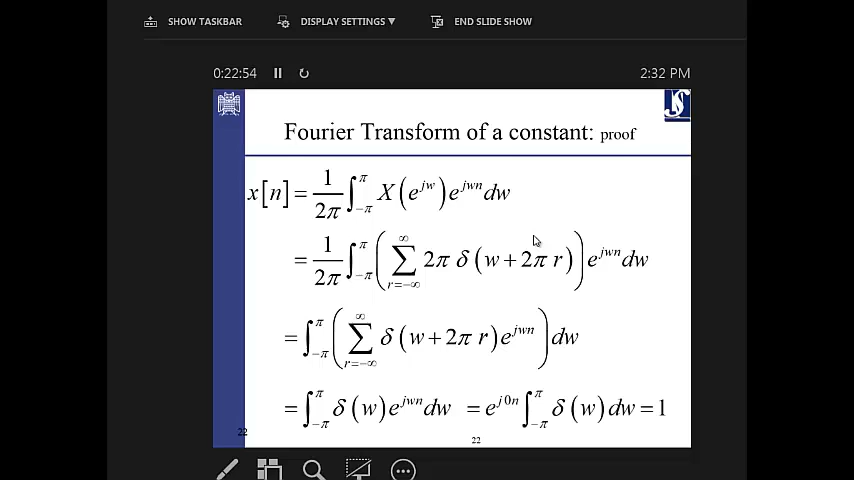 SHOW TASKBAR DISPLAY SETTINGS ▼ END SLIDE SHOW
0:22:54 2:32 PM
Fourier Transform of a constant: proof
x[n] = \frac{1}{2π} ∫_{-π}^{π} X(e^{jw}) e^{jwn} dw
= \frac{1}{2π} ∫_{-π}^{π} ( ∑_{r=-∞}^{∞} 2π δ(w + 2π r) ) e^{jwn} dw
= ∫_{-π}^{π} ( ∑_{r=-∞}^{∞} δ(w + 2π r) e^{jwn} ) dw
= ∫_{-π}^{π} δ(w) e^{jwn} dw = e^{j0n} ∫_{-π}^{π} δ(w) dw = 1
22
22